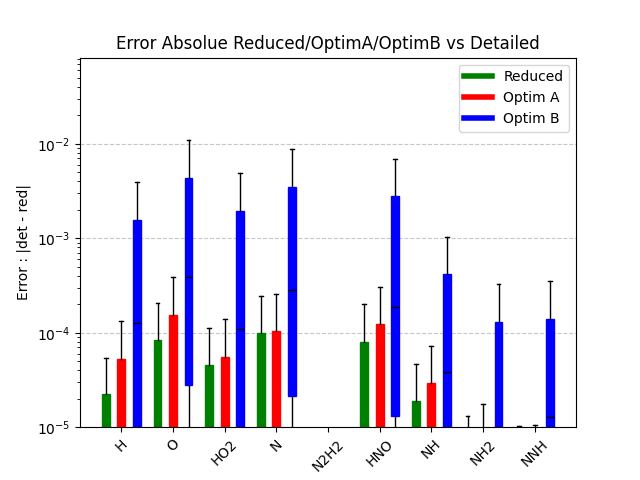 Error Absolue Reduced/OptimA/OptimB vs Detailed
Reduced
Optim A
Optim B
Error : |det - red|
10⁻²
10⁻³
10⁻⁴
10⁻⁵
H
O
HO2
N
N2H2
HNO
NH
NH2
NNH